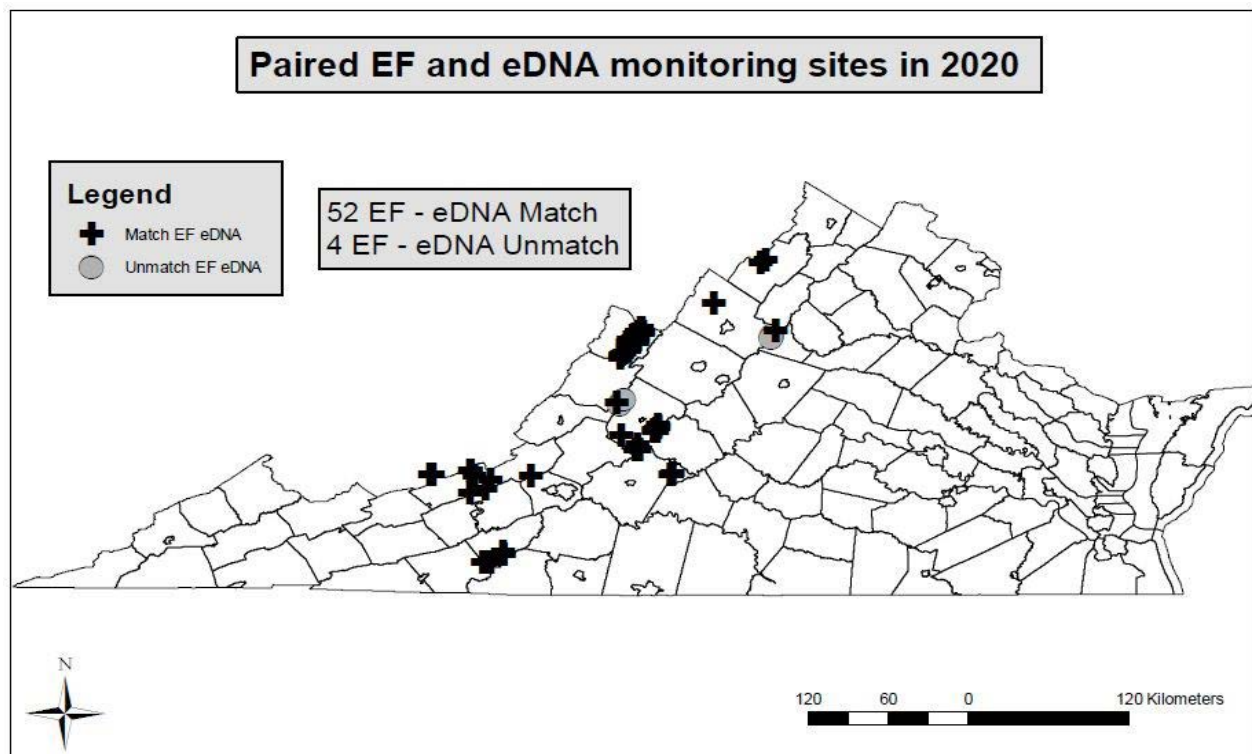 Paired EF and eDNA monitoring sites in 2020
Legend
Match EF eDNA
Unmatch EF eDNA
52 EF - eDNA Match
4 EF - eDNA Unmatch
N
120 60 0 120 Kilometers